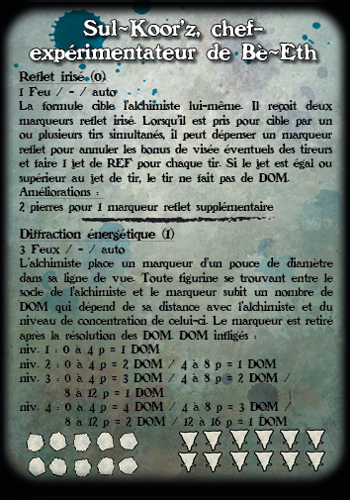 Sul~Koor'z, chef-
expérimentateur de Bè~Eth
Reflet irisé (0)
1 Feu / - / auto
La formule cible l'alchimiste lui-même. Il reçoit deux
marqueurs reflet irisé. Lorsqu'il est pris pour cible par un
ou plusieurs tirs simultanés, il peut dépenser un marqueur
reflet pour annuler les bonus de visée éventuels des tireurs
et faire 1 jet de REF pour chaque tir. Si le jet est égal ou
supérieur au jet de tir, le tir ne fait pas de DOM.
Améliorations :
2 pierres pour 1 marqueur reflet supplémentaire
Diffraction énergétique (1)
3 Feux / - / auto
L'alchimiste place un marqueur d'un pouce de diamètre
dans sa ligne de vue. Toute figurine se trouvant entre le
socle de l'alchimiste et le marqueur subit un nombre de
DOM qui dépend de sa distance avec l'alchimiste et du
niveau de concentration de celui-ci. Le marqueur est retiré
après la résolution des DOM. DOM infligés :
niv. 1 : 0 à 4 p = 1 DOM
niv. 2 : 0 à 4 p = 2 DOM / 4 à 8 p = 1 DOM
niv. 3 : 0 à 4 p = 3 DOM / 4 à 8 p = 2 DOM /
8 à 12 p = 1 DOM
niv. 4 : 0 à 4 p = 4 DOM / 4 à 8 p = 3 DOM /
8 à 12 p = 2 DOM / 12 à 16 p = 1 DOM